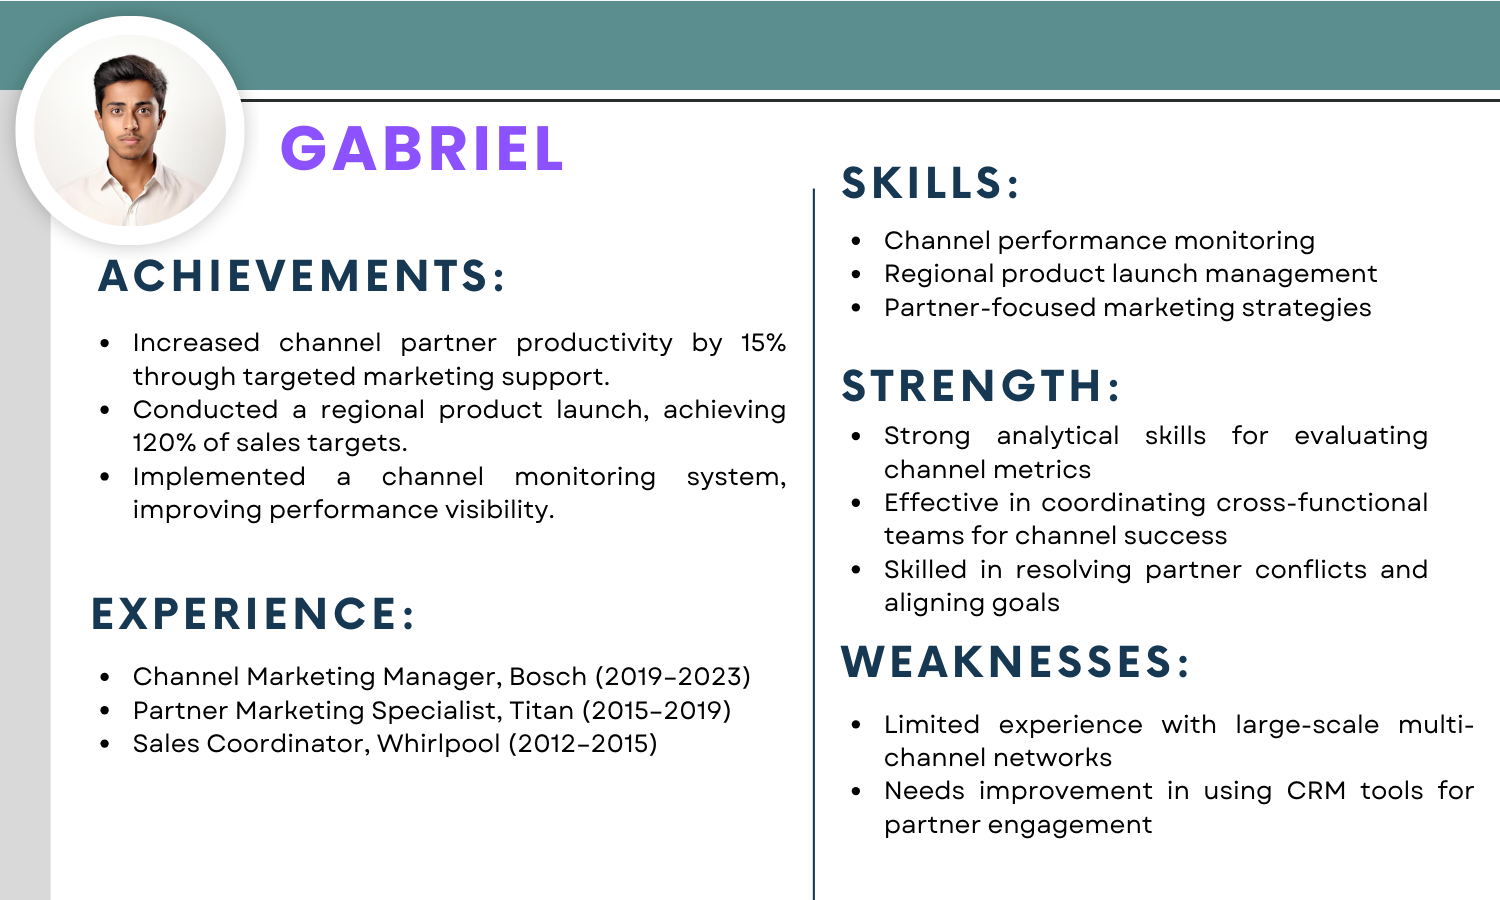 GABRIEL
ACHIEVEMENTS:
• Increased channel partner productivity by 15%
through targeted marketing support.
• Conducted a regional product launch, achieving
120% of sales targets.
• Implemented a channel monitoring system,
improving performance visibility.
EXPERIENCE:
• Channel Marketing Manager, Bosch (2019–2023)
• Partner Marketing Specialist, Titan (2015–2019)
• Sales Coordinator, Whirlpool (2012–2015)
SKILLS:
• Channel performance monitoring
• Regional product launch management
• Partner-focused marketing strategies
STRENGTH:
• Strong analytical skills for evaluating
channel metrics
• Effective in coordinating cross-functional
teams for channel success
• Skilled in resolving partner conflicts and
aligning goals
WEAKNESSES:
• Limited experience with large-scale multi-
channel networks
• Needs improvement in using CRM tools for
partner engagement